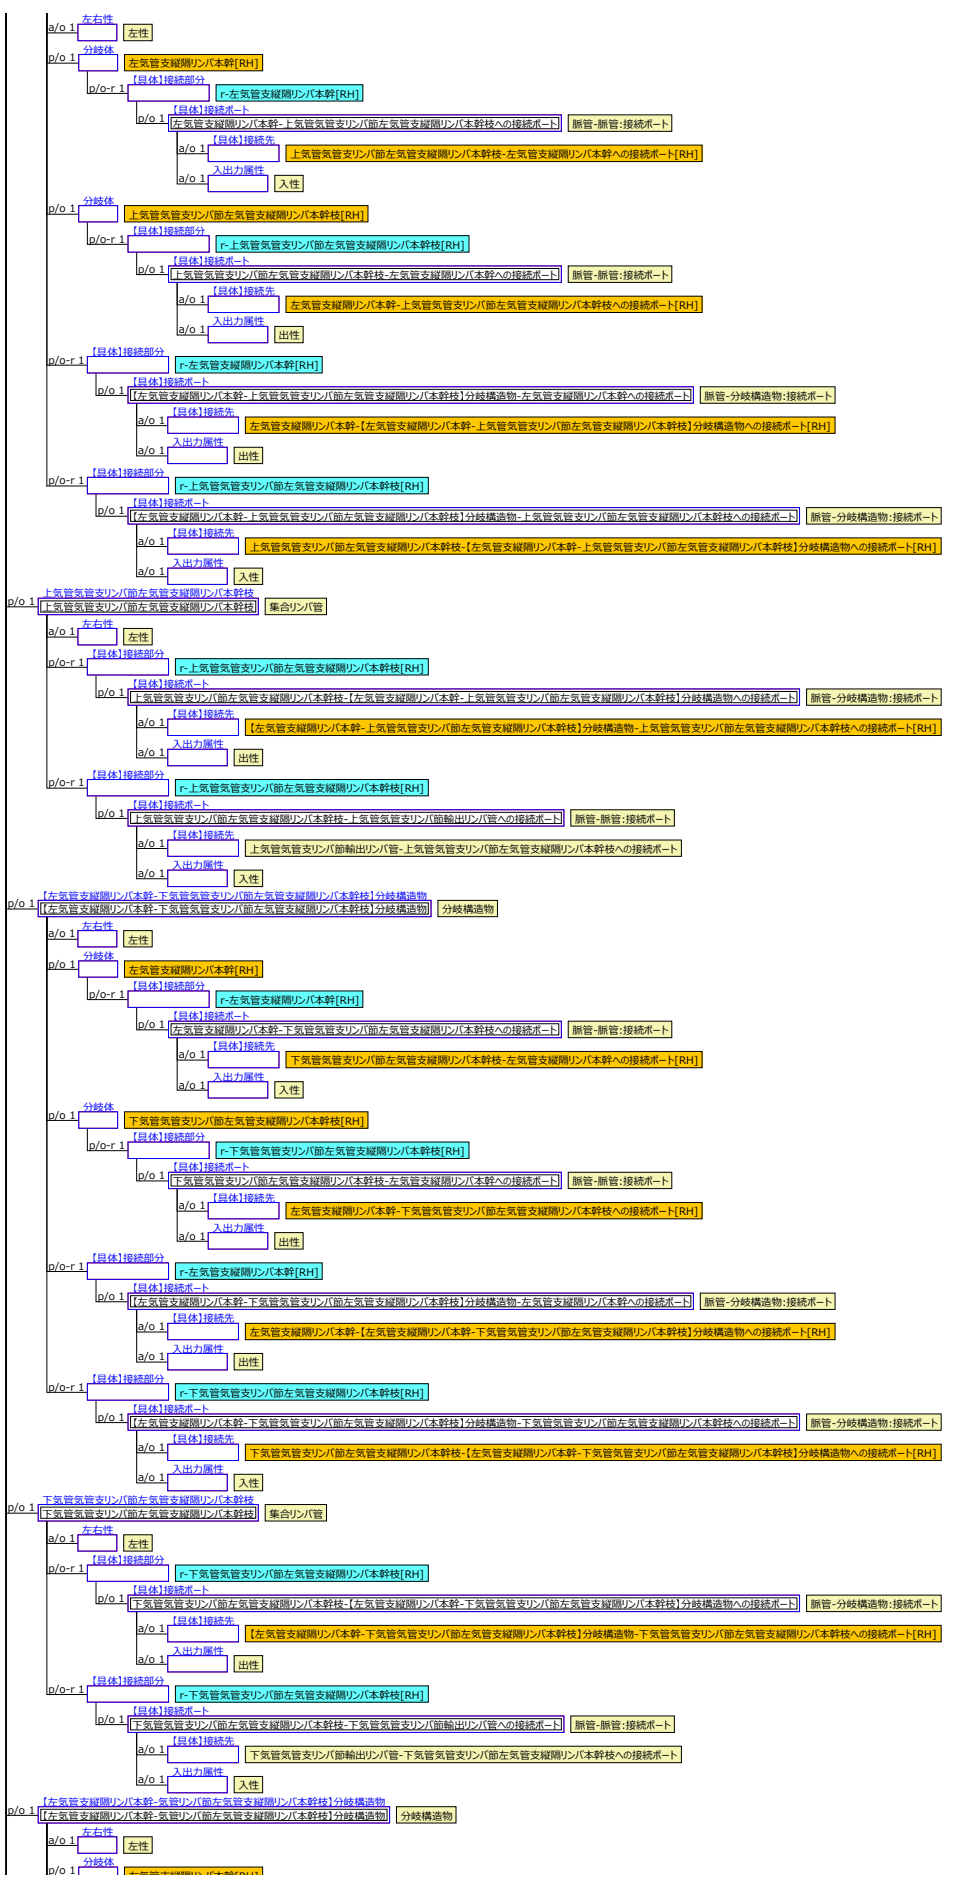 左右性
a/o 1 左性
分岐体
p/o 1 左気管支縦隔リンパ本幹[RH]
【具体】接続部分
p/o-r 1 r-左気管支縦隔リンパ本幹[RH]
【具体】接続ポート
p/o 1 左気管支縦隔リンパ本幹-上気管気管支リンパ節左気管支縦隔リンパ本幹枝への接続ポート 脈管-脈管:接続ポート
【具体】接続先
a/o 1 上気管気管支リンパ節左気管支縦隔リンパ本幹枝-左気管支縦隔リンパ本幹への接続ポート[RH]
入出力属性
a/o 1 入性
分岐体
p/o 1 上気管気管支リンパ節左気管支縦隔リンパ本幹枝[RH]
【具体】接続部分
p/o-r 1 r-上気管気管支リンパ節左気管支縦隔リンパ本幹枝[RH]
【具体】接続ポート
p/o 1 上気管気管支リンパ節左気管支縦隔リンパ本幹枝-左気管支縦隔リンパ本幹への接続ポート 脈管-脈管:接続ポート
【具体】接続先
a/o 1 左気管支縦隔リンパ本幹-上気管気管支リンパ節左気管支縦隔リンパ本幹枝への接続ポート[RH]
入出力属性
a/o 1 出性
【具体】接続部分
p/o-r 1 r-左気管支縦隔リンパ本幹[RH]
【具体】接続ポート
p/o 1 【左気管支縦隔リンパ本幹-上気管気管支リンパ節左気管支縦隔リンパ本幹枝】分岐構造物-左気管支縦隔リンパ本幹への接続ポート 脈管-分岐構造物:接続ポート
【具体】接続先
a/o 1 左気管支縦隔リンパ本幹-【左気管支縦隔リンパ本幹-上気管気管支リンパ節左気管支縦隔リンパ本幹枝】分岐構造物への接続ポート[RH]
入出力属性
a/o 1 出性
【具体】接続部分
p/o-r 1 r-上気管気管支リンパ節左気管支縦隔リンパ本幹枝[RH]
【具体】接続ポート
p/o 1 【左気管支縦隔リンパ本幹-上気管気管支リンパ節左気管支縦隔リンパ本幹枝】分岐構造物-上気管気管支リンパ節左気管支縦隔リンパ本幹枝への接続ポート 脈管-分岐構造物:接続ポート
【具体】接続先
a/o 1 上気管気管支リンパ節左気管支縦隔リンパ本幹枝-【左気管支縦隔リンパ本幹-上気管気管支リンパ節左気管支縦隔リンパ本幹枝】分岐構造物への接続ポート[RH]
入出力属性
a/o 1 入性
上気管気管支リンパ節左気管支縦隔リンパ本幹枝
p/o 1 上気管気管支リンパ節左気管支縦隔リンパ本幹枝 集合リンパ管
左右性
a/o 1 左性
【具体】接続部分
p/o-r 1 r-上気管気管支リンパ節左気管支縦隔リンパ本幹枝[RH]
【具体】接続ポート
p/o 1 上気管気管支リンパ節左気管支縦隔リンパ本幹枝-【左気管支縦隔リンパ本幹-上気管気管支リンパ節左気管支縦隔リンパ本幹枝】分岐構造物への接続ポート 脈管-分岐構造物:接続ポート
【具体】接続先
a/o 1 【左気管支縦隔リンパ本幹-上気管気管支リンパ節左気管支縦隔リンパ本幹枝】分岐構造物-上気管気管支リンパ節左気管支縦隔リンパ本幹枝への接続ポート[RH]
入出力属性
a/o 1 出性
【具体】接続部分
p/o-r 1 r-上気管気管支リンパ節左気管支縦隔リンパ本幹枝[RH]
【具体】接続ポート
p/o 1 上気管気管支リンパ節左気管支縦隔リンパ本幹枝-上気管気管支リンパ節輸出リンパ管への接続ポート 脈管-脈管:接続ポート
【具体】接続先
a/o 1 上気管気管支リンパ節輸出リンパ管-上気管気管支リンパ節左気管支縦隔リンパ本幹枝への接続ポート
入出力属性
a/o 1 入性
【左気管支縦隔リンパ本幹-下気管気管支リンパ節左気管支縦隔リンパ本幹枝】分岐構造物
p/o 1 【左気管支縦隔リンパ本幹-下気管気管支リンパ節左気管支縦隔リンパ本幹枝】分岐構造物 分岐構造物
左右性
a/o 1 左性
分岐体
p/o 1 左気管支縦隔リンパ本幹[RH]
【具体】接続部分
p/o-r 1 r-左気管支縦隔リンパ本幹[RH]
【具体】接続ポート
p/o 1 左気管支縦隔リンパ本幹-下気管気管支リンパ節左気管支縦隔リンパ本幹枝への接続ポート 脈管-脈管:接続ポート
【具体】接続先
a/o 1 下気管気管支リンパ節左気管支縦隔リンパ本幹枝-左気管支縦隔リンパ本幹への接続ポート[RH]
入出力属性
a/o 1 入性
分岐体
p/o 1 下気管気管支リンパ節左気管支縦隔リンパ本幹枝[RH]
【具体】接続部分
p/o-r 1 r-下気管気管支リンパ節左気管支縦隔リンパ本幹枝[RH]
【具体】接続ポート
p/o 1 下気管気管支リンパ節左気管支縦隔リンパ本幹枝-左気管支縦隔リンパ本幹への接続ポート 脈管-脈管:接続ポート
【具体】接続先
a/o 1 左気管支縦隔リンパ本幹-下気管気管支リンパ節左気管支縦隔リンパ本幹枝への接続ポート[RH]
入出力属性
a/o 1 出性
【具体】接続部分
p/o-r 1 r-左気管支縦隔リンパ本幹[RH]
【具体】接続ポート
p/o 1 【左気管支縦隔リンパ本幹-下気管気管支リンパ節左気管支縦隔リンパ本幹枝】分岐構造物-左気管支縦隔リンパ本幹への接続ポート 脈管-分岐構造物:接続ポート
【具体】接続先
a/o 1 左気管支縦隔リンパ本幹-【左気管支縦隔リンパ本幹-下気管気管支リンパ節左気管支縦隔リンパ本幹枝】分岐構造物への接続ポート[RH]
入出力属性
a/o 1 出性
【具体】接続部分
p/o-r 1 r-下気管気管支リンパ節左気管支縦隔リンパ本幹枝[RH]
【具体】接続ポート
p/o 1 【左気管支縦隔リンパ本幹-下気管気管支リンパ節左気管支縦隔リンパ本幹枝】分岐構造物-下気管気管支リンパ節左気管支縦隔リンパ本幹枝への接続ポート 脈管-分岐構造物:接続ポート
【具体】接続先
a/o 1 下気管気管支リンパ節左気管支縦隔リンパ本幹枝-【左気管支縦隔リンパ本幹-下気管気管支リンパ節左気管支縦隔リンパ本幹枝】分岐構造物への接続ポート[RH]
入出力属性
a/o 1 入性
下気管気管支リンパ節左気管支縦隔リンパ本幹枝
p/o 1 下気管気管支リンパ節左気管支縦隔リンパ本幹枝 集合リンパ管
左右性
a/o 1 左性
【具体】接続部分
p/o-r 1 r-下気管気管支リンパ節左気管支縦隔リンパ本幹枝[RH]
【具体】接続ポート
p/o 1 下気管気管支リンパ節左気管支縦隔リンパ本幹枝-【左気管支縦隔リンパ本幹-下気管気管支リンパ節左気管支縦隔リンパ本幹枝】分岐構造物への接続ポート 脈管-分岐構造物:接続ポート
【具体】接続先
a/o 1 【左気管支縦隔リンパ本幹-下気管気管支リンパ節左気管支縦隔リンパ本幹枝】分岐構造物-下気管気管支リンパ節左気管支縦隔リンパ本幹枝への接続ポート[RH]
入出力属性
a/o 1 出性
【具体】接続部分
p/o-r 1 r-下気管気管支リンパ節左気管支縦隔リンパ本幹枝[RH]
【具体】接続ポート
p/o 1 下気管気管支リンパ節左気管支縦隔リンパ本幹枝-下気管気管支リンパ節輸出リンパ管への接続ポート 脈管-脈管:接続ポート
【具体】接続先
a/o 1 下気管気管支リンパ節輸出リンパ管-下気管気管支リンパ節左気管支縦隔リンパ本幹枝への接続ポート
入出力属性
a/o 1 入性
【左気管支縦隔リンパ本幹-気管リンパ節左気管支縦隔リンパ本幹枝】分岐構造物
p/o 1 【左気管支縦隔リンパ本幹-気管リンパ節左気管支縦隔リンパ本幹枝】分岐構造物 分岐構造物
左右性
a/o 1 左性
分岐体
p/o 1 左気管支縦隔リンパ本幹[RH]